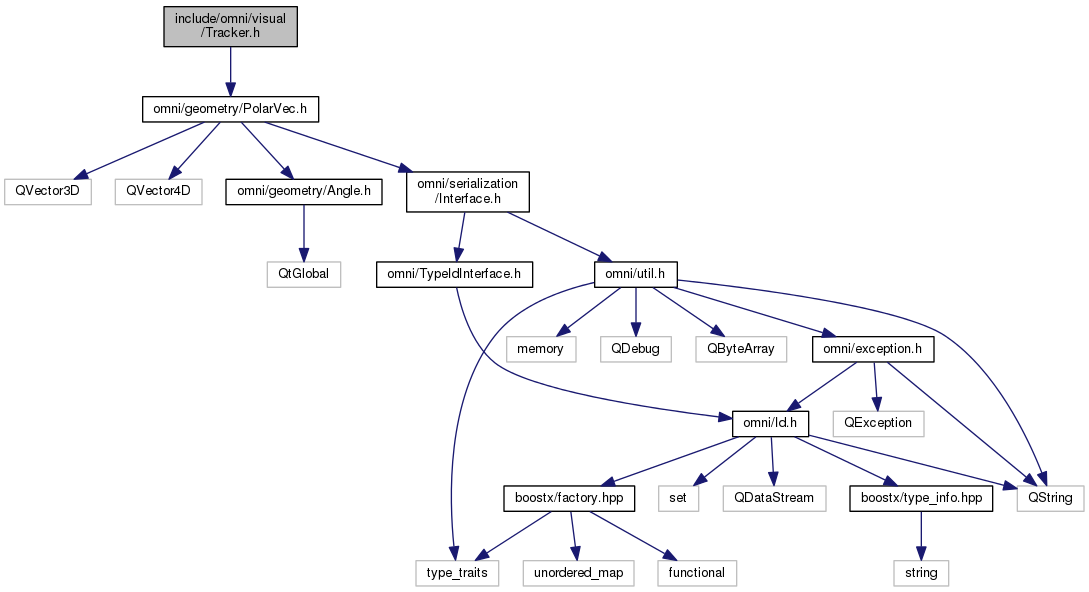 include/omni/visual
/Tracker.h
omni/geometry/PolarVec.h
QVector3D
QVector4D
omni/geometry/Angle.h
omni/serialization
/Interface.h
QtGlobal
omni/TypeIdInterface.h
omni/util.h
memory
QDebug
QByteArray
omni/exception.h
omni/Id.h
QException
boostx/factory.hpp
set
QDataStream
boostx/type_info.hpp
QString
type_traits
unordered_map
functional
string